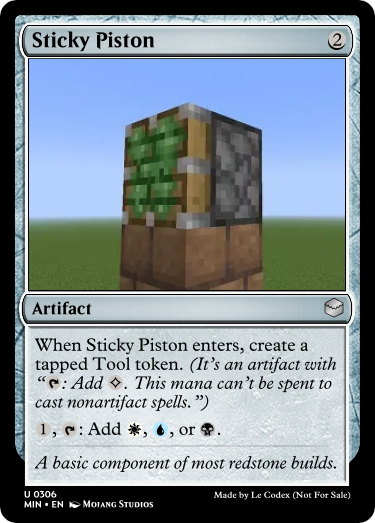 Sticky Piston 2
Artifact
When Sticky Piston enters, create a
tapped Tool token. (It's an artifact with
“: Add . This mana can't be spent to
cast nonartifact spells.”)
1, : Add , , or .
A basic component of most redstone builds.
U 0306
MIN • EN Mojang Studios
Made by Le Codex (Not For Sale)